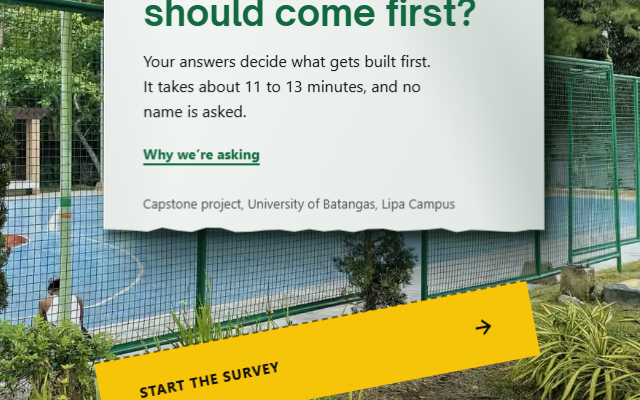 should come first?
Your answers decide what gets built first.
It takes about 11 to 13 minutes, and no
name is asked.
Why we're asking
Capstone project, University of Batangas, Lipa Campus
START THE SURVEY